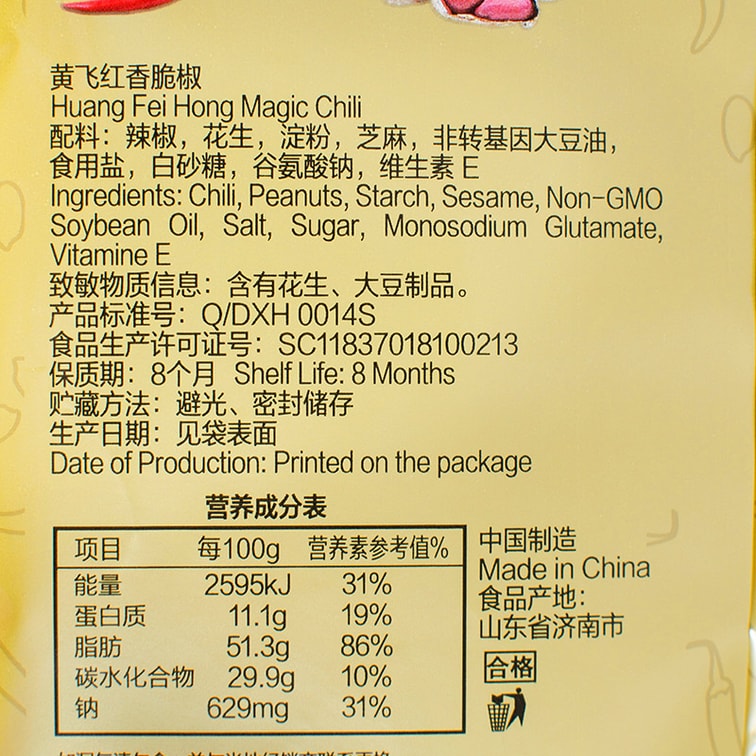 黄飞红香脆椒
Huang Fei Hong Magic Chili
配料：辣椒，花生，淀粉，芝麻，非转基因大豆油，
食用盐，白砂糖，谷氨酸钠，维生素 E
Ingredients: Chili, Peanuts, Starch, Sesame, Non-GMO
Soybean Oil, Salt, Sugar, Monosodium Glutamate,
Vitamine E
致敏物质信息：含有花生、大豆制品。
产品标准号：Q/DXH 0014S
食品生产许可证号：SC11837018100213
保质期：8个月 Shelf Life: 8 Months
贮藏方法：避光、密封储存
生产日期：见袋表面
Date of Production: Printed on the package
营养成分表
项目 每100g 营养素参考值%
能量 2595kJ 31%
蛋白质 11.1g 19%
脂肪 51.3g 86%
碳水化合物 29.9g 10%
钠 629mg 31%
中国制造
Made in China
食品产地：
山东省济南市
合格